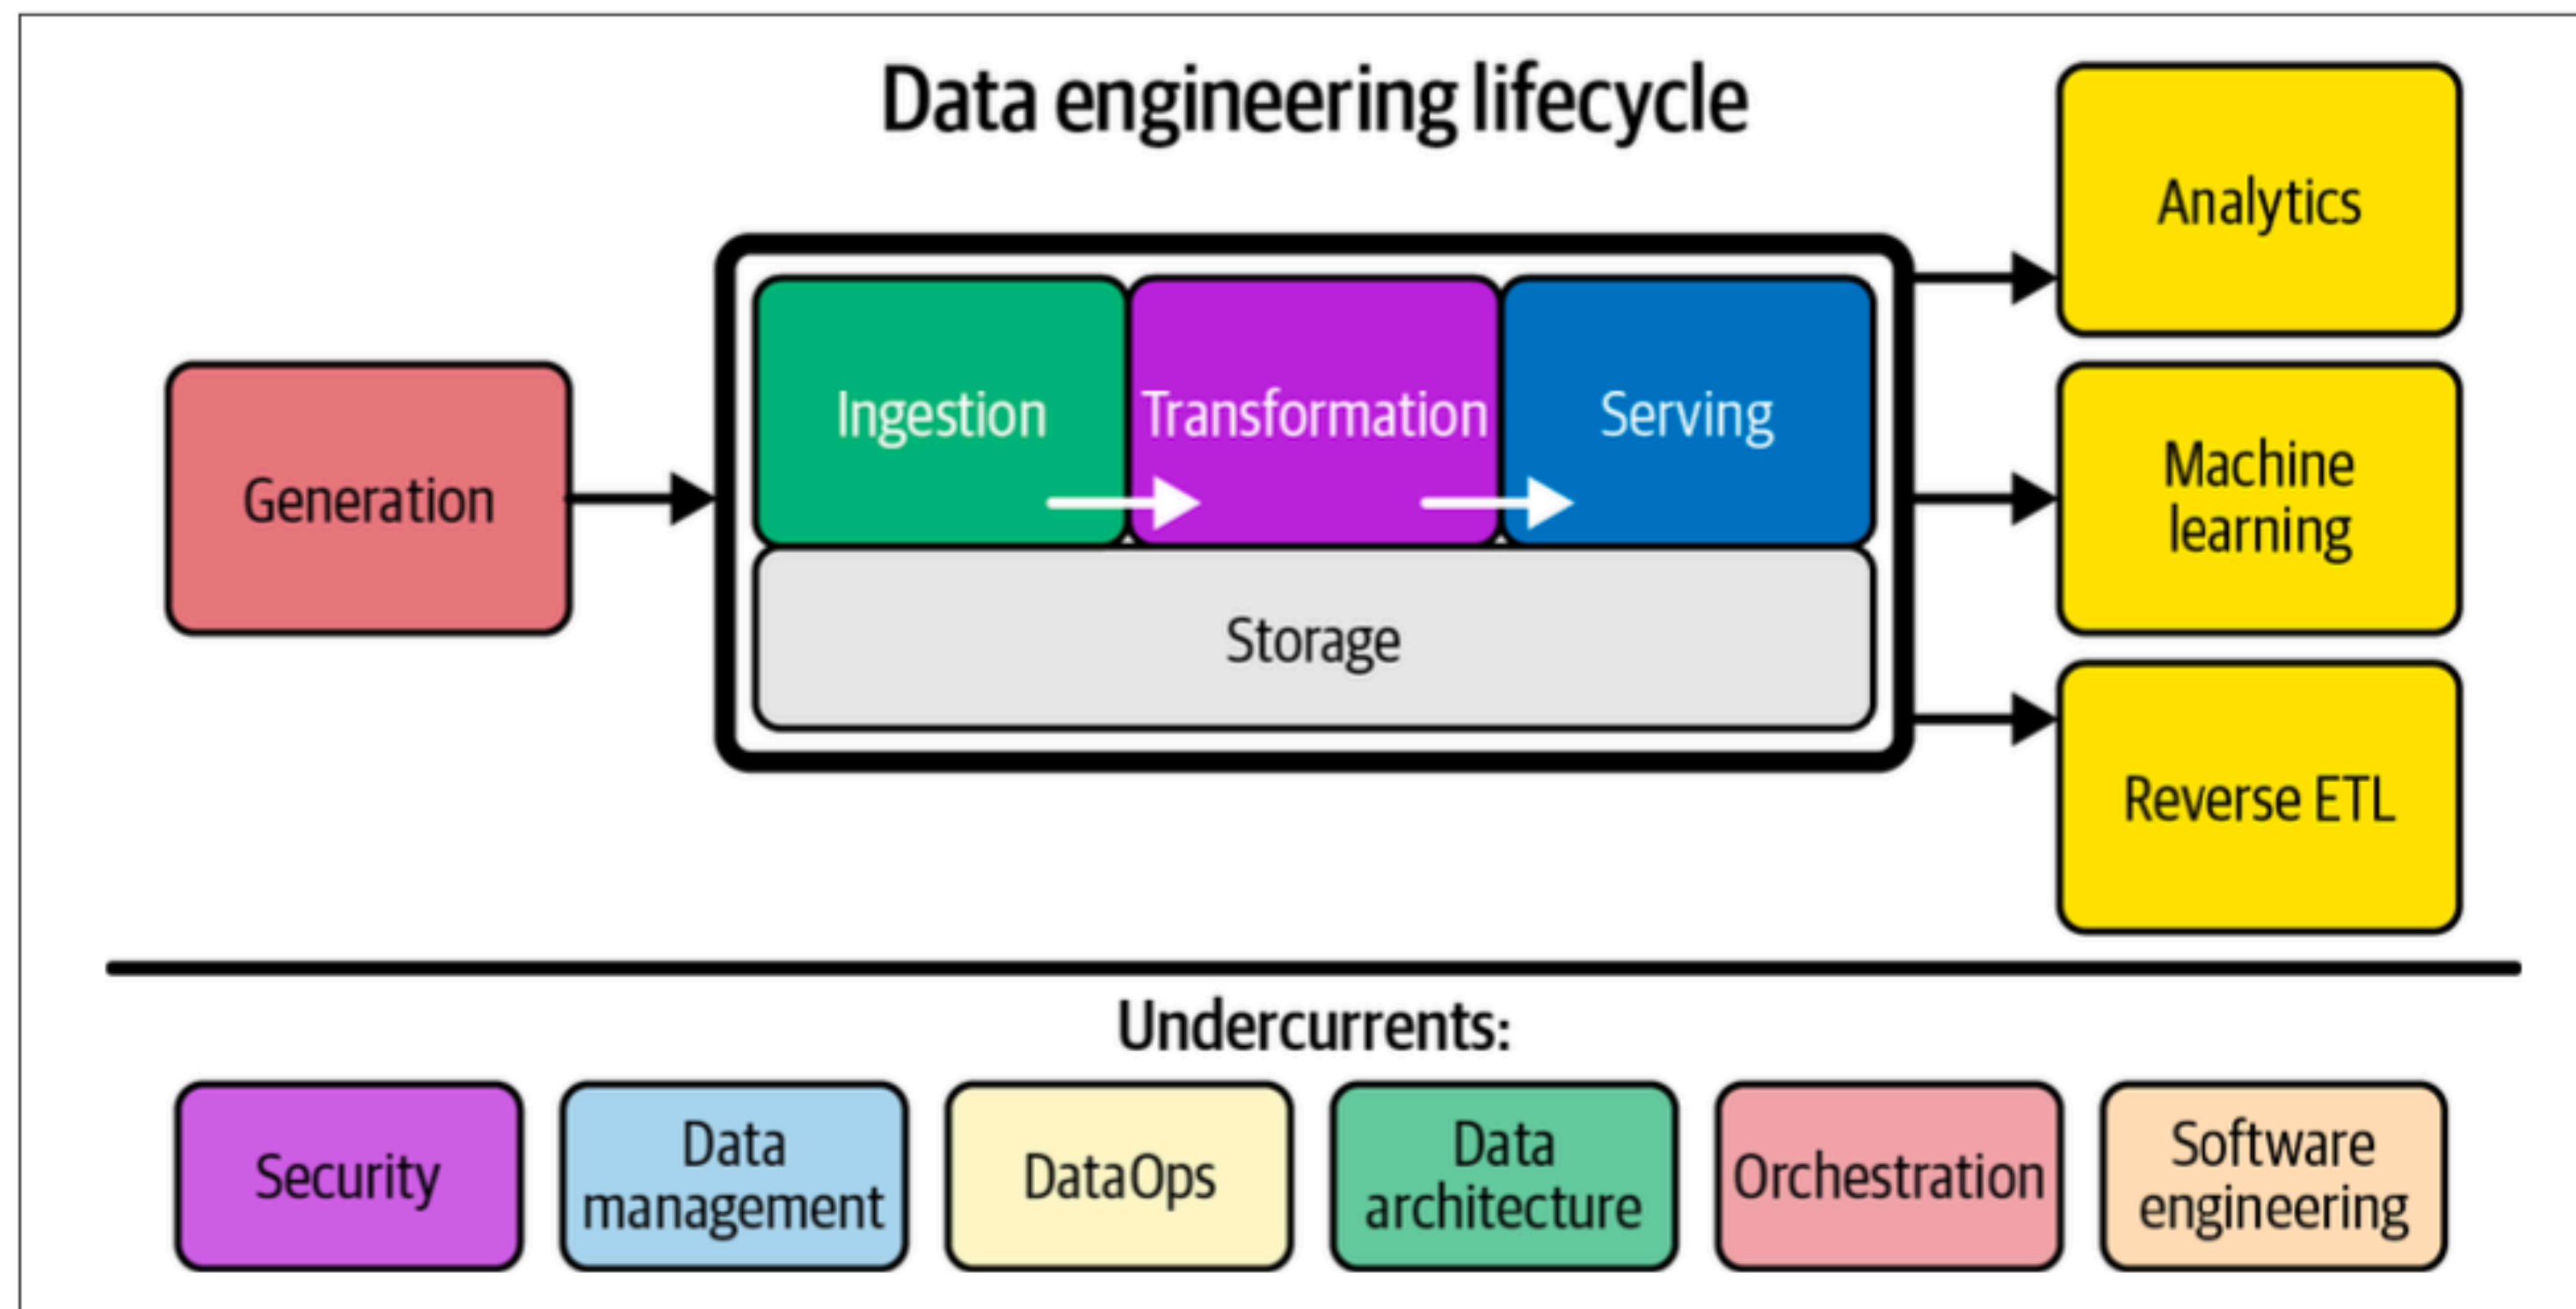 Data engineering lifecycle
Generation
Ingestion
Transformation
Serving
Storage
Analytics
Machine
learning
Reverse ETL
Undercurrents:
Security
Data
management
DataOps
Data
architecture
Orchestration
Software
engineering